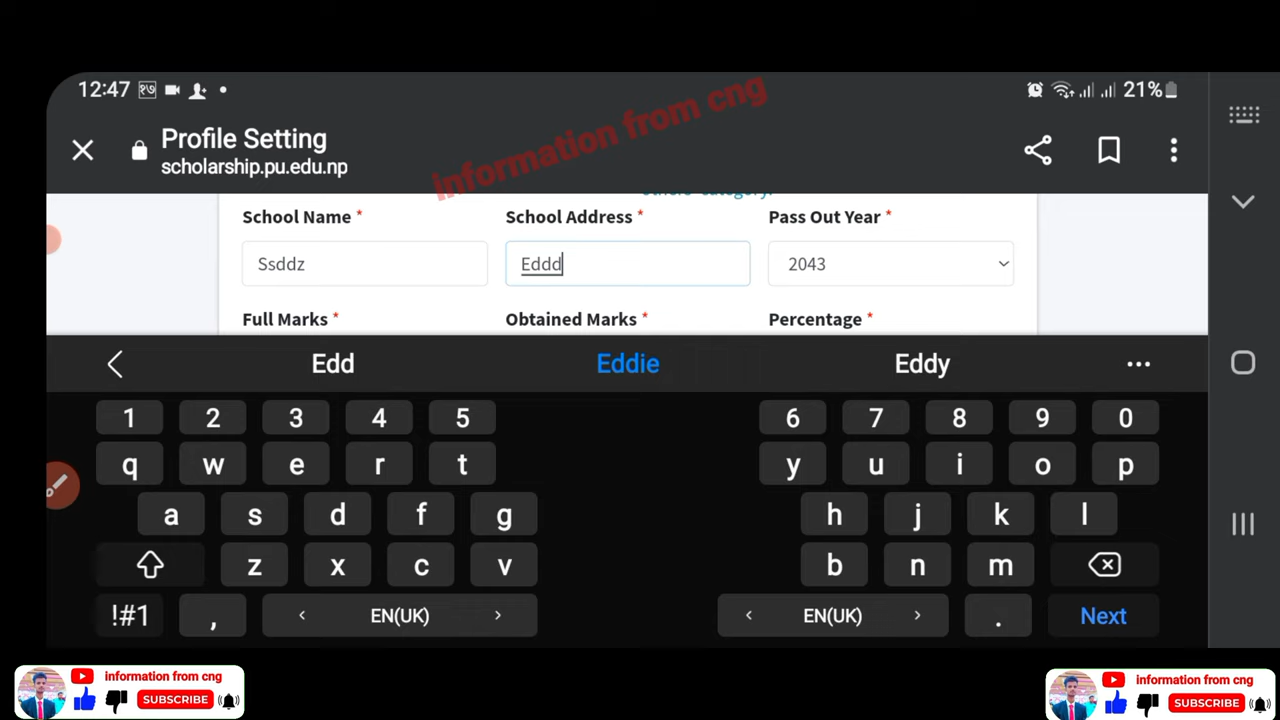 12:47
21%
Profile Setting
scholarship.pu.edu.np
information from cng
others' category.
School Name * School Address * Pass Out Year *
Ssddz Eddd 2043
Full Marks * Obtained Marks * Percentage *
Edd Eddie Eddy
1 2 3 4 5 6 7 8 9 0
q w e r t y u i o p
a s d f g h j k l
z x c v b n m
!#1 , < EN(UK) > < EN(UK) > . Next
information from cng
SUBSCRIBE
information from cng
SUBSCRIBE